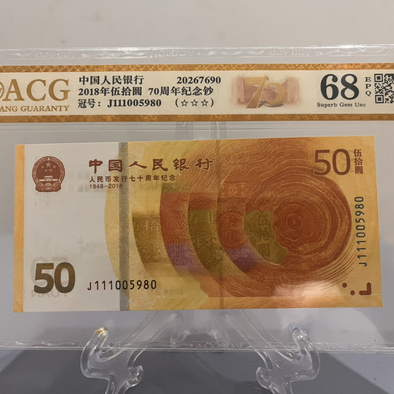 ACG
ANG GUARANTY
中国人民银行 20267690
2018年伍拾圆 70周年纪念钞
冠号: J111005980 (☆☆☆)
70
68
EPQ
Superb Gem Unc
中国人民银行
人民币发行七十周年纪念
1948-2018
50
伍拾圆
J111005980
50
J111005980